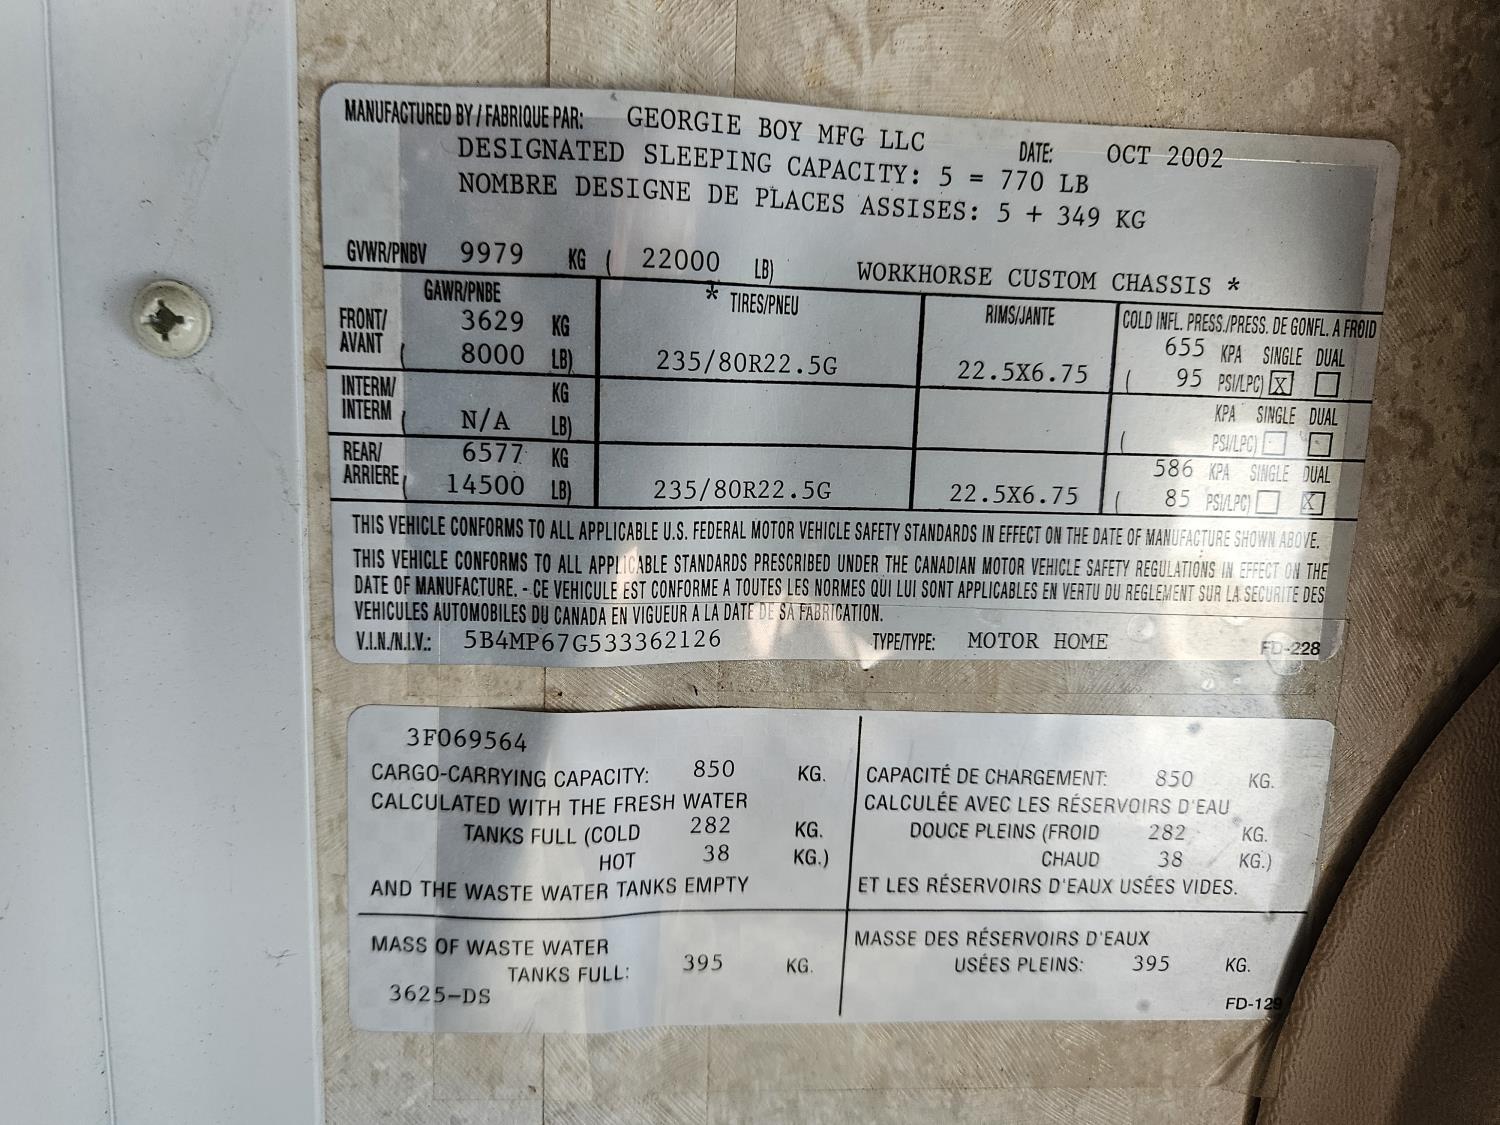 MANUFACTURED BY / FABRIQUE PAR: GEORGIE BOY MFG LLC DATE: OCT 2002
DESIGNATED SLEEPING CAPACITY: 5 = 770 LB
NOMBRE DESIGNE DE PLACES ASSISES: 5 + 349 KG
GVWR/PNBV 9979 KG ( 22000 LB) WORKHORSE CUSTOM CHASSIS *
GAWR/PNBE * TIRES/PNEU RIMS/JANTE COLD INFL. PRESS./PRESS. DE GONFL. A FROID
FRONT/ 3629 KG 655 KPA SINGLE DUAL
AVANT ( 8000 LB) 235/80R22.5G 22.5X6.75 ( 95 PSI/LPC) X
INTERM/ KG KPA SINGLE DUAL
INTERM ( N/A LB) ( PSI/LPC)
REAR/ 6577 KG 586 KPA SINGLE DUAL
ARRIERE ( 14500 LB) 235/80R22.5G 22.5X6.75 ( 85 PSI/LPC) X
THIS VEHICLE CONFORMS TO ALL APPLICABLE U.S. FEDERAL MOTOR VEHICLE SAFETY STANDARDS IN EFFECT ON THE DATE OF MANUFACTURE SHOWN ABOVE.
THIS VEHICLE CONFORMS TO ALL APPLICABLE STANDARDS PRESCRIBED UNDER THE CANADIAN MOTOR VEHICLE SAFETY REGULATIONS IN EFFECT ON THE
DATE OF MANUFACTURE. - CE VEHICULE EST CONFORME A TOUTES LES NORMES QUI LUI SONT APPLICABLES EN VERTU DU REGLEMENT SUR LA SECURITE DES
VEHICULES AUTOMOBILES DU CANADA EN VIGUEUR A LA DATE DE SA FABRICATION.
V.I.N./N.I.V.: 5B4MP67G533362126 TYPE/TYPE: MOTOR HOME FD-228
3F069564
CARGO-CARRYING CAPACITY: 850 KG.
CALCULATED WITH THE FRESH WATER
TANKS FULL (COLD 282 KG.
HOT 38 KG.)
AND THE WASTE WATER TANKS EMPTY
CAPACITÉ DE CHARGEMENT: 850 KG.
CALCULÉE AVEC LES RÉSERVOIRS D'EAU
DOUCE PLEINS (FROID 282 KG.
CHAUD 38 KG.)
ET LES RÉSERVOIRS D'EAUX USÉES VIDES.
MASS OF WASTE WATER
TANKS FULL: 395 KG.
3625-DS
MASSE DES RÉSERVOIRS D'EAUX
USÉES PLEINS: 395 KG.
FD-129